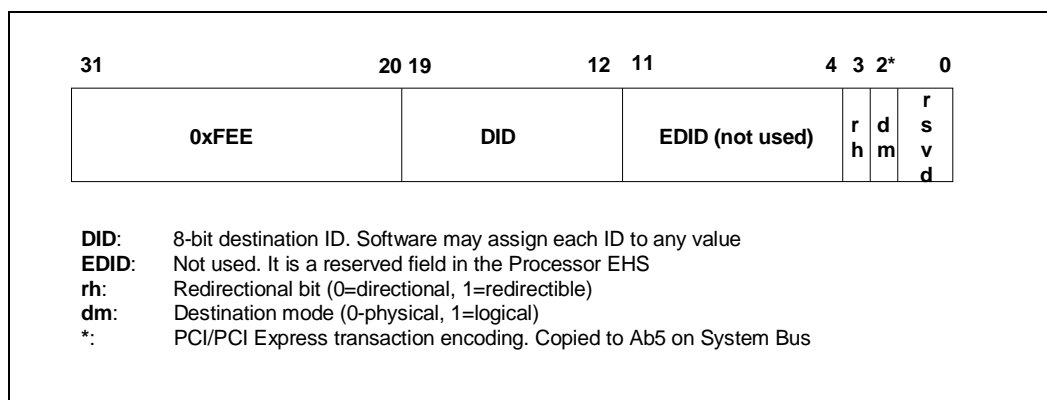 31 20 19 12 11 4 3 2* 0
0xFEE DID EDID (not used) rh dm rsvd
DID: 8-bit destination ID. Software may assign each ID to any value
EDID: Not used. It is a reserved field in the Processor EHS
rh: Redirectional bit (0=directional, 1=redirectible)
dm: Destination mode (0-physical, 1=logical)
*: PCI/PCI Express transaction encoding. Copied to Ab5 on System Bus